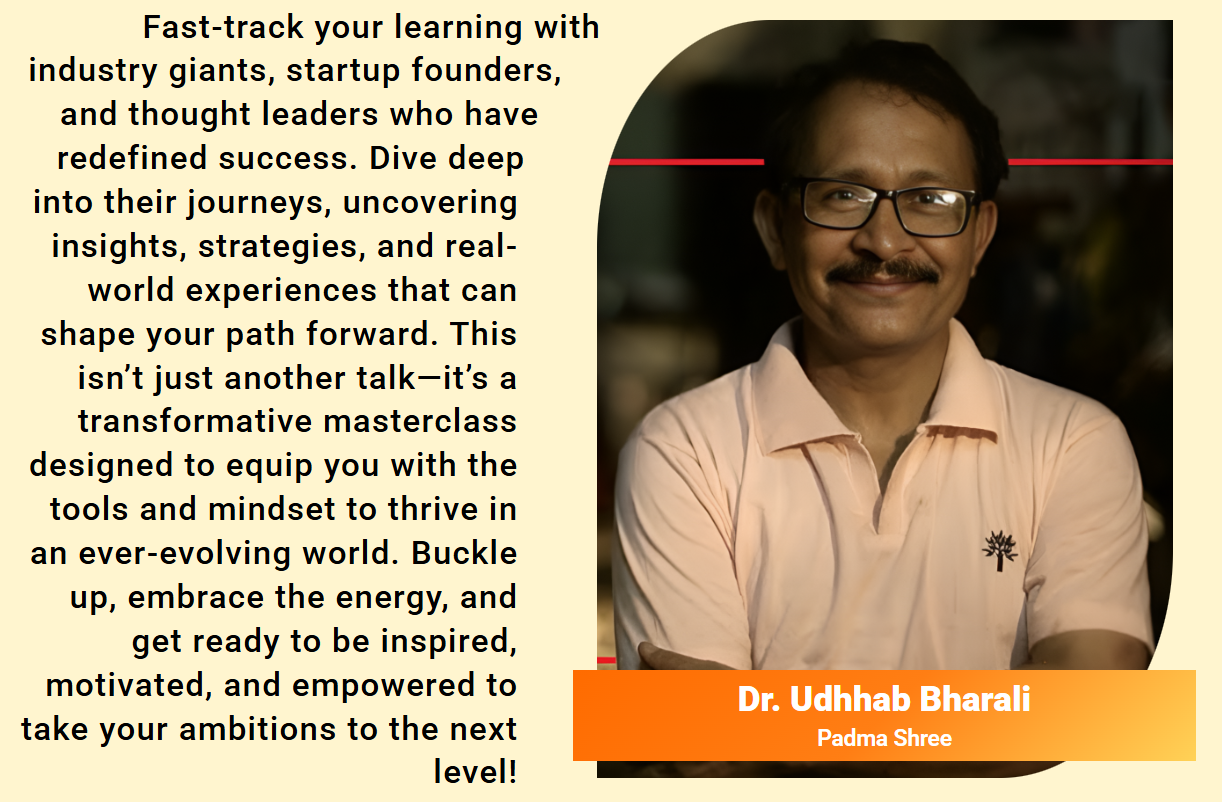 Fast-track your learning with
industry giants, startup founders,
and thought leaders who have
redefined success. Dive deep
into their journeys, uncovering
insights, strategies, and real-
world experiences that can
shape your path forward. This
isn’t just another talk—it’s a
transformative masterclass
designed to equip you with the
tools and mindset to thrive in
an ever-evolving world. Buckle
up, embrace the energy, and
get ready to be inspired,
motivated, and empowered to
take your ambitions to the next
level!
Dr. Udhhab Bharali
Padma Shree